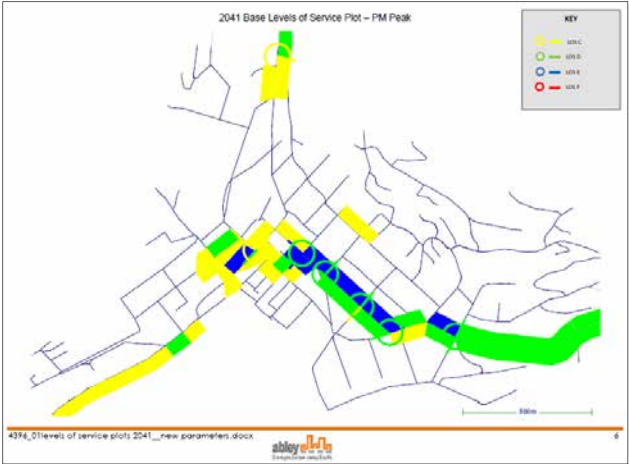 2041 Base Levels of Service Plot – PM Peak
KEY
LOS C
LOS D
LOS E
LOS F
500m
4396_01levels of service plots 2041__new parameters.docx
6
abley